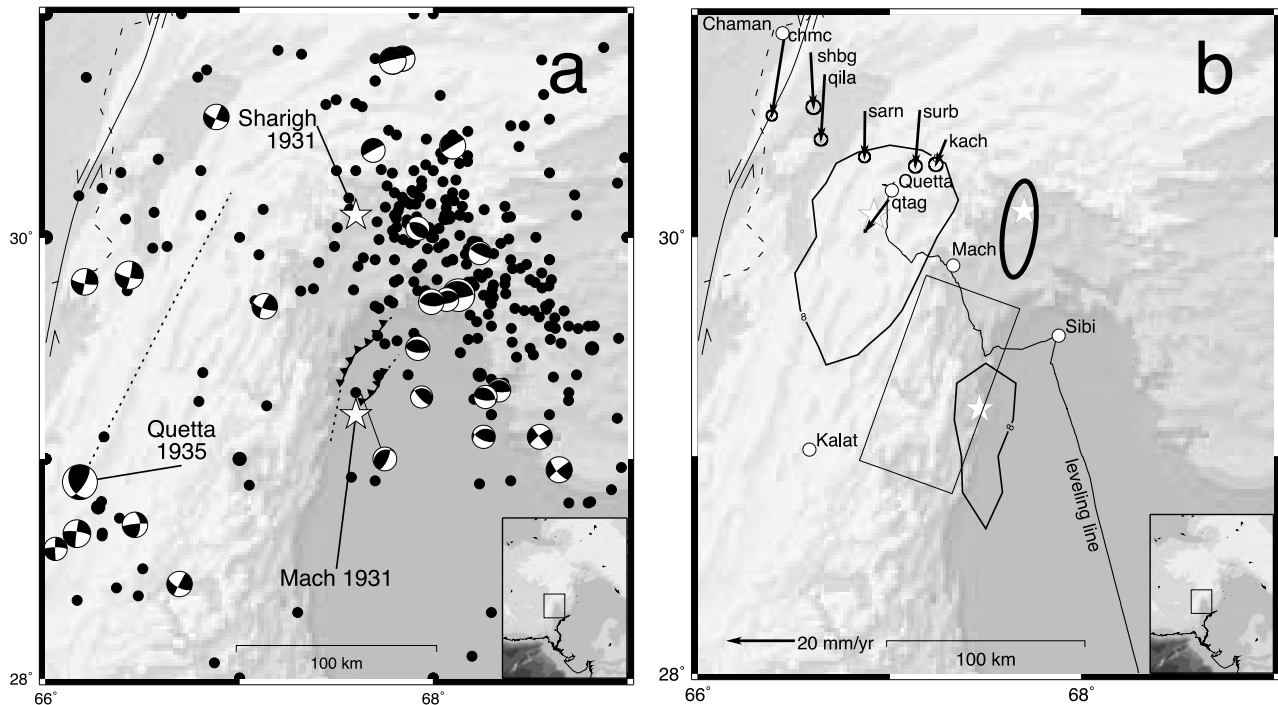 a
Sharigh
1931
30°
Quetta
1935
Mach 1931
100 km
28°
66°
68°
b
Chaman
chmc
shbg
qila
sarn
surb
kach
Quetta
qtag
30°
Mach
8
Sibi
8
Kalat
leveling line
20 mm/yr
100 km
28°
66°
68°